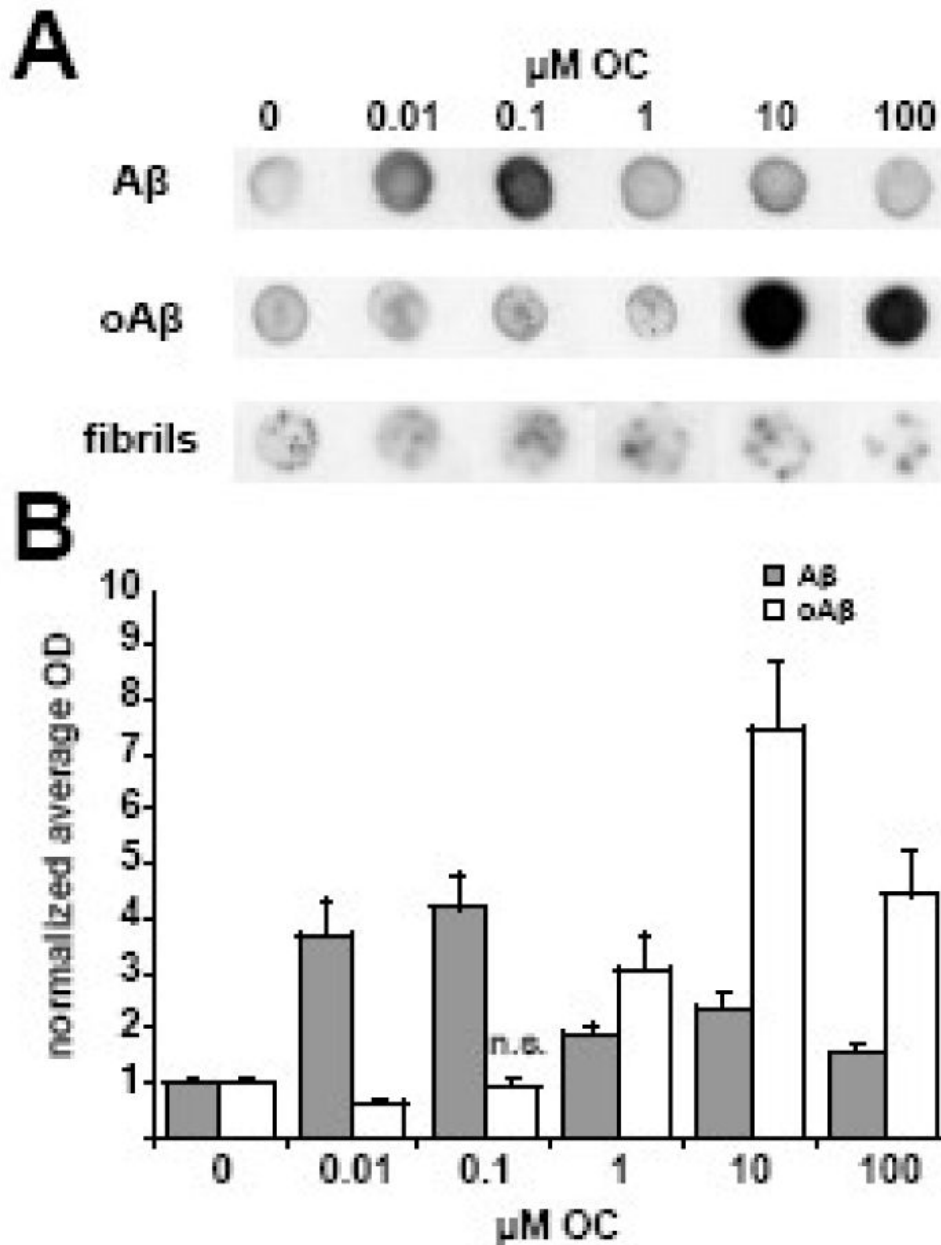 A
µM OC
0 0.01 0.1 1 10 100
Aβ
oAβ
fibrils
B
normalized average OD
10
9
8
7
6
5
4
3
2
1
Aβ
oAβ
n.s.
0 0.01 0.1 1 10 100
µM OC